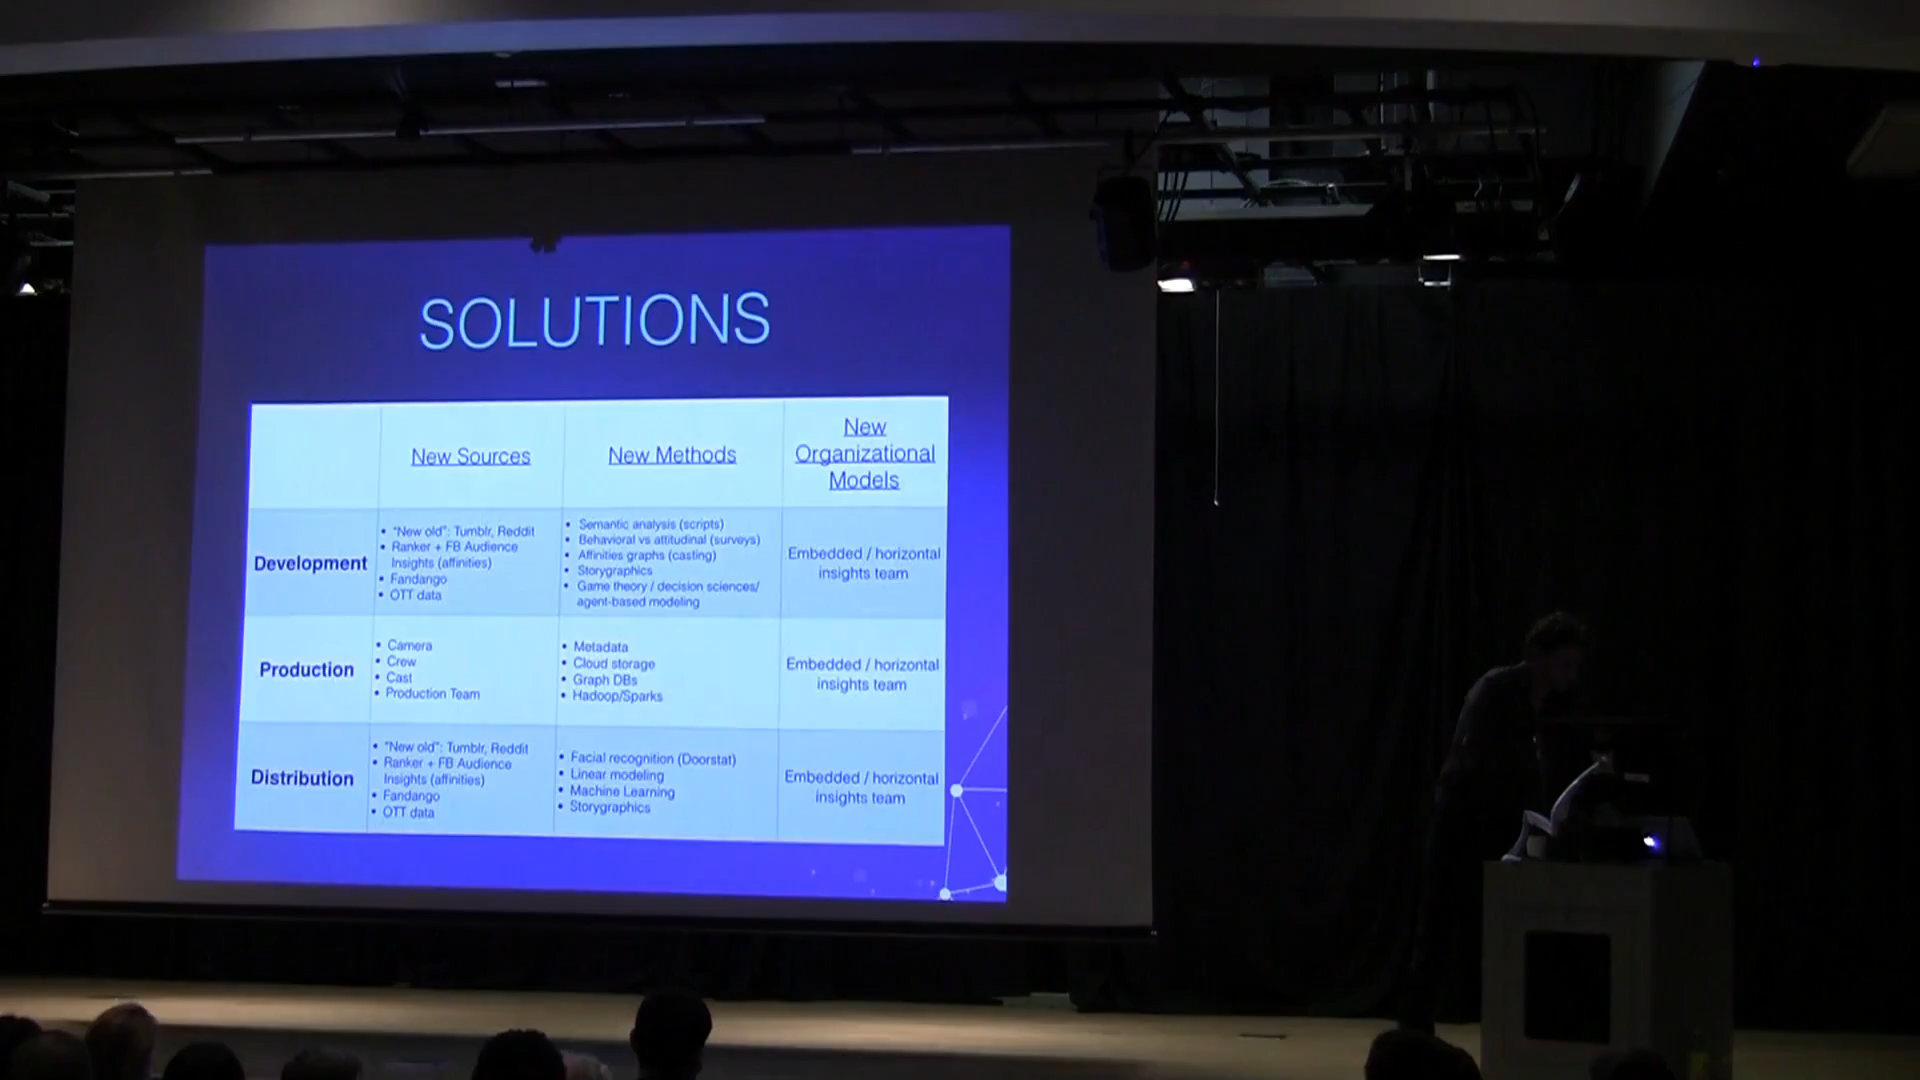 SOLUTIONS
New Sources
New Methods
New
Organizational
Models
Development
• "New old": Tumblr, Reddit
• Ranker + FB Audience
Insights (affinities)
• Fandango
• OTT data
• Semantic analysis (scripts)
• Behavioral vs attitudinal (surveys)
• Affinities graphs (casting)
• Storygraphics
• Game theory / decision sciences/
agent-based modeling
Embedded / horizontal
insights team
Production
• Camera
• Crew
• Cast
• Production Team
• Metadata
• Cloud storage
• Graph DBs
• Hadoop/Sparks
Embedded / horizontal
insights team
Distribution
• "New old": Tumblr, Reddit
• Ranker + FB Audience
Insights (affinities)
• Fandango
• OTT data
• Facial recognition (Doorstat)
• Linear modeling
• Machine Learning
• Storygraphics
Embedded / horizontal
insights team